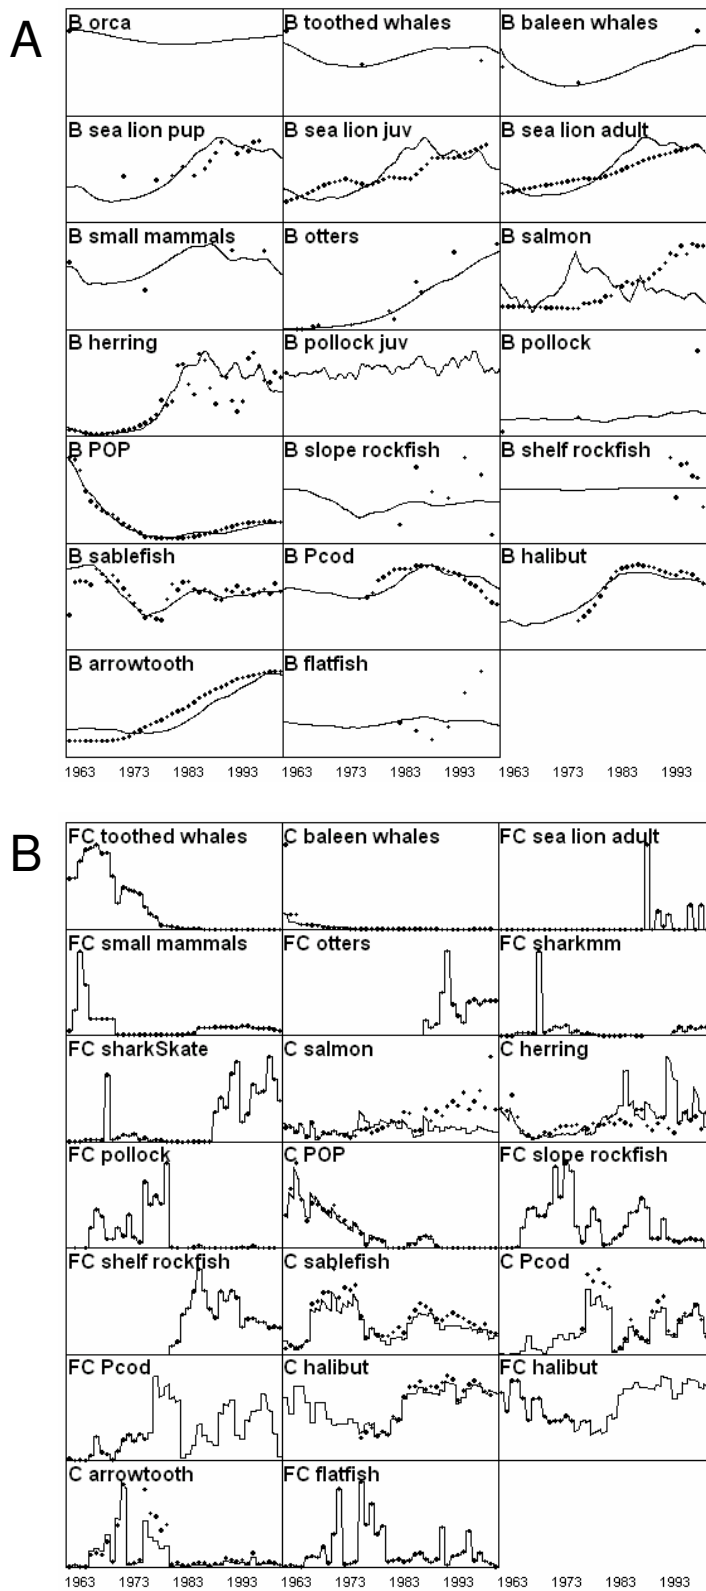 A
B orca B toothed whales B baleen whales
B sea lion pup B sea lion juv B sea lion adult
B small mammals B otters B salmon
B herring B pollock juv B pollock
B POP B slope rockfish B shelf rockfish
B sablefish B Pcod B halibut
B arrowtooth B flatfish
1963 1973 1983 1993 1963 1973 1983 1993 1963 1973 1983 1993
B
FC toothed whales C baleen whales FC sea lion adult
FC small mammals FC otters FC sharkmm
FC sharkSkate C salmon C herring
FC pollock C POP FC slope rockfish
FC shelf rockfish C sablefish C Pcod
FC Pcod C halibut FC halibut
C arrowtooth FC flatfish
1963 1973 1983 1993 1963 1973 1983 1993 1963 1973 1983 1993